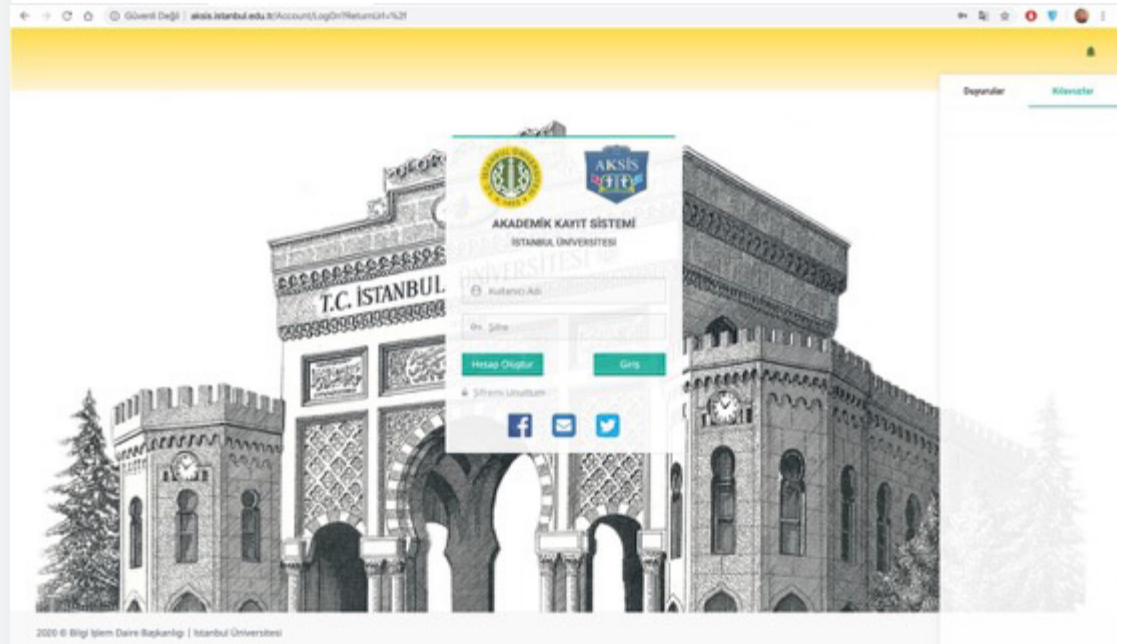 Güvenli Değil | aksis.istanbul.edu.tr/Account/LogOn?ReturnUrl=%2f
Duyurular
Kılavuzlar
AKSİS
AKADEMİK KAYIT SİSTEMİ
İSTANBUL ÜNİVERSİTESİ
ÜNİVERSİTESİ
T.C. İSTANBUL
Kullanıcı Adı
Şifre
Hesap Oluştur
Giriş
Şifremi Unuttum
2020 © Bilgi İşlem Daire Başkanlığı | İstanbul Üniversitesi